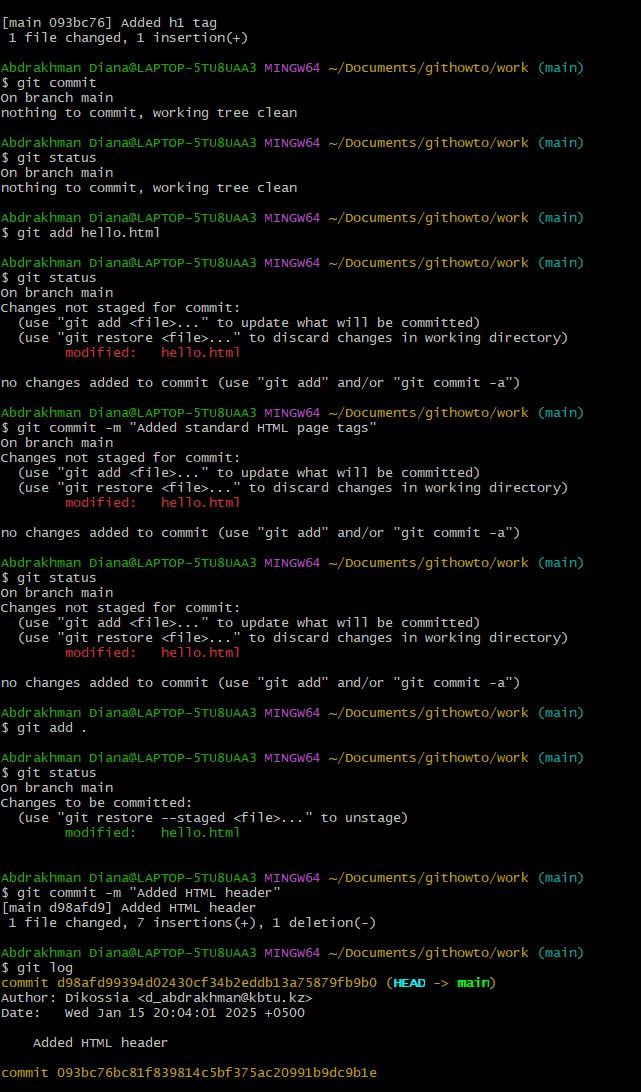 [main 093bc76] Added h1 tag
 1 file changed, 1 insertion(+)
Abdrakhman Diana@LAPTOP-5TU8UAA3 MINGW64 ~/Documents/githowto/work (main)
$ git commit
On branch main
nothing to commit, working tree clean
Abdrakhman Diana@LAPTOP-5TU8UAA3 MINGW64 ~/Documents/githowto/work (main)
$ git status
On branch main
nothing to commit, working tree clean
Abdrakhman Diana@LAPTOP-5TU8UAA3 MINGW64 ~/Documents/githowto/work (main)
$ git add hello.html
Abdrakhman Diana@LAPTOP-5TU8UAA3 MINGW64 ~/Documents/githowto/work (main)
$ git status
On branch main
Changes not staged for commit:
  (use "git add <file>..." to update what will be committed)
  (use "git restore <file>..." to discard changes in working directory)
        modified:   hello.html
no changes added to commit (use "git add" and/or "git commit -a")
Abdrakhman Diana@LAPTOP-5TU8UAA3 MINGW64 ~/Documents/githowto/work (main)
$ git commit -m "Added standard HTML page tags"
On branch main
Changes not staged for commit:
  (use "git add <file>..." to update what will be committed)
  (use "git restore <file>..." to discard changes in working directory)
        modified:   hello.html
no changes added to commit (use "git add" and/or "git commit -a")
Abdrakhman Diana@LAPTOP-5TU8UAA3 MINGW64 ~/Documents/githowto/work (main)
$ git status
On branch main
Changes not staged for commit:
  (use "git add <file>..." to update what will be committed)
  (use "git restore <file>..." to discard changes in working directory)
        modified:   hello.html
no changes added to commit (use "git add" and/or "git commit -a")
Abdrakhman Diana@LAPTOP-5TU8UAA3 MINGW64 ~/Documents/githowto/work (main)
$ git add .
Abdrakhman Diana@LAPTOP-5TU8UAA3 MINGW64 ~/Documents/githowto/work (main)
$ git status
On branch main
Changes to be committed:
  (use "git restore --staged <file>..." to unstage)
        modified:   hello.html
Abdrakhman Diana@LAPTOP-5TU8UAA3 MINGW64 ~/Documents/githowto/work (main)
$ git commit -m "Added HTML header"
[main d98afd9] Added HTML header
 1 file changed, 7 insertions(+), 1 deletion(-)
Abdrakhman Diana@LAPTOP-5TU8UAA3 MINGW64 ~/Documents/githowto/work (main)
$ git log
commit d98afd99394d02430cf34b2eddb13a75879fb9b0 (HEAD -> main)
Author: Dikossia <d_abdrakhman@kbtu.kz>
Date:   Wed Jan 15 20:04:01 2025 +0500
    Added HTML header
commit 093bc76bc81f839814c5bf375ac20991b9dc9b1e